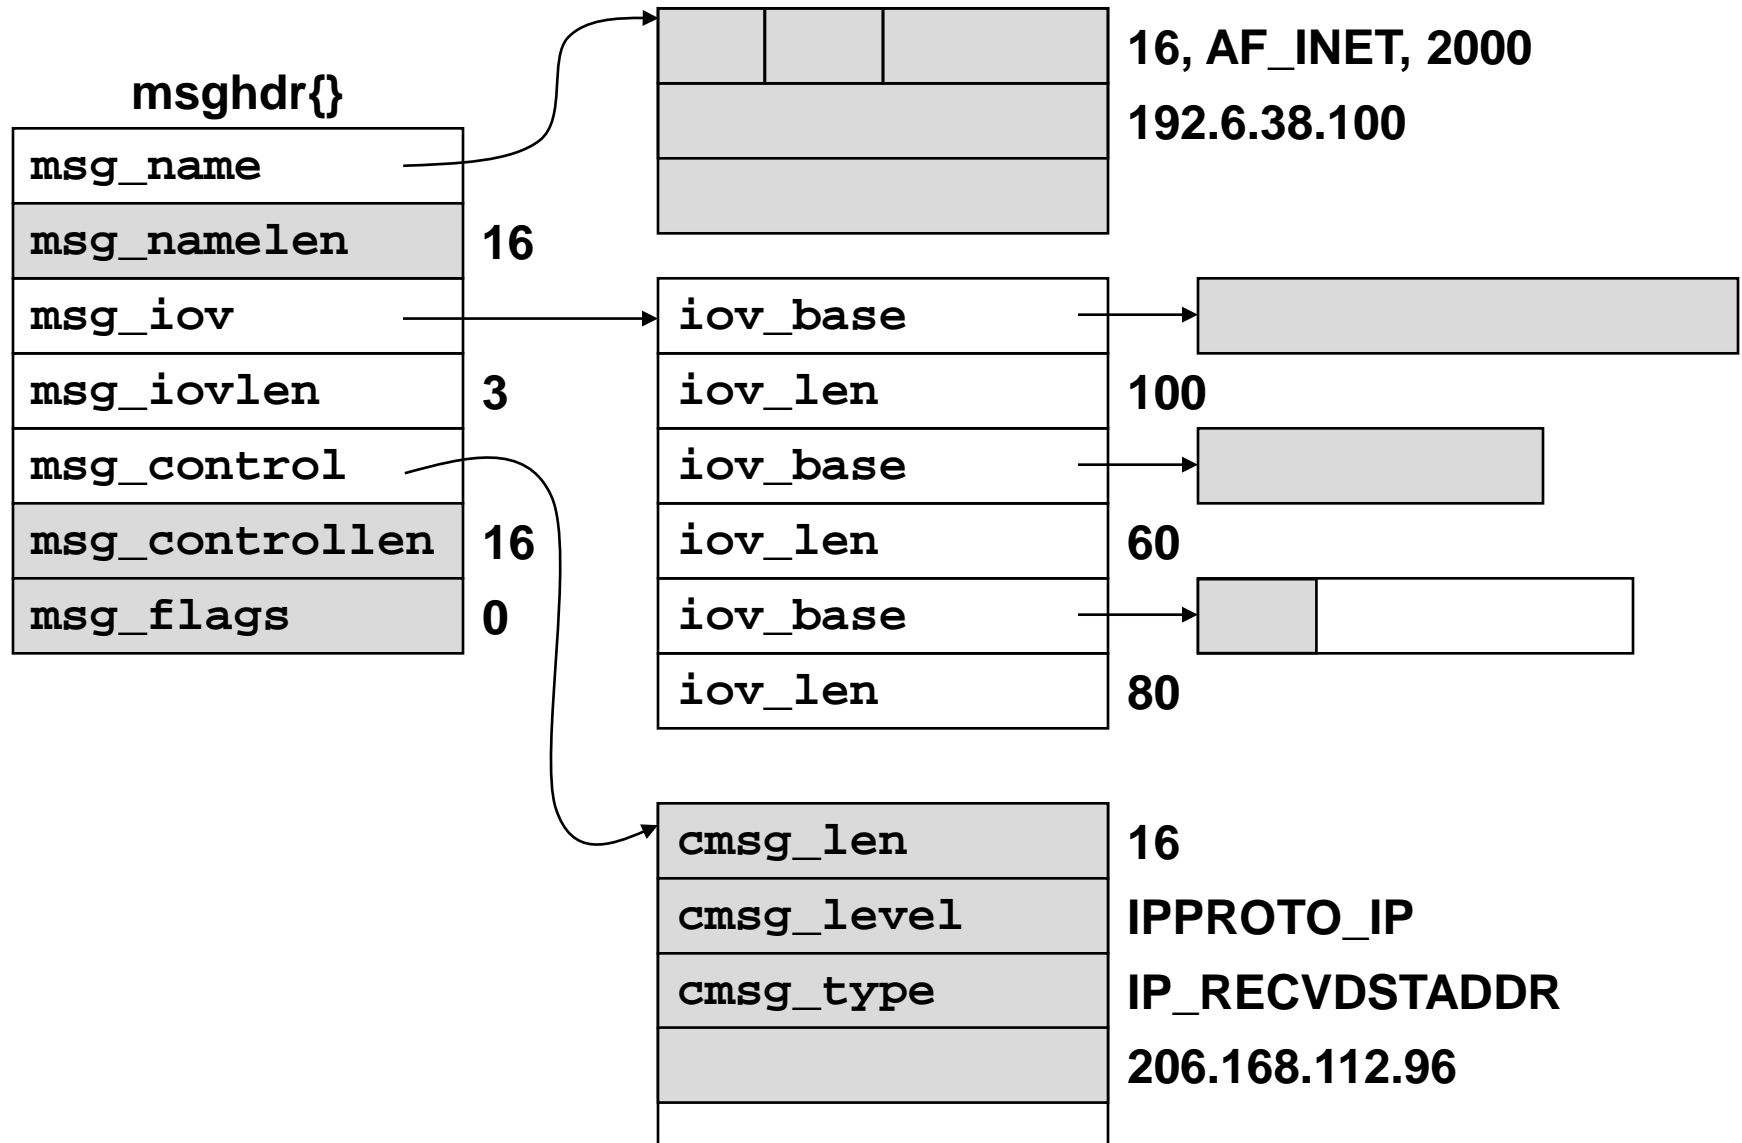 16, AF_INET, 2000
192.6.38.100
msghdr{}
msg_name
msg_namelen 16
msg_iov
msg_iovlen 3
msg_control
msg_controllen 16
msg_flags 0
iov_base
iov_len 100
iov_base
iov_len 60
iov_base
iov_len 80
cmsg_len 16
cmsg_level IPPROTO_IP
cmsg_type IP_RECVDSTADDR
206.168.112.96